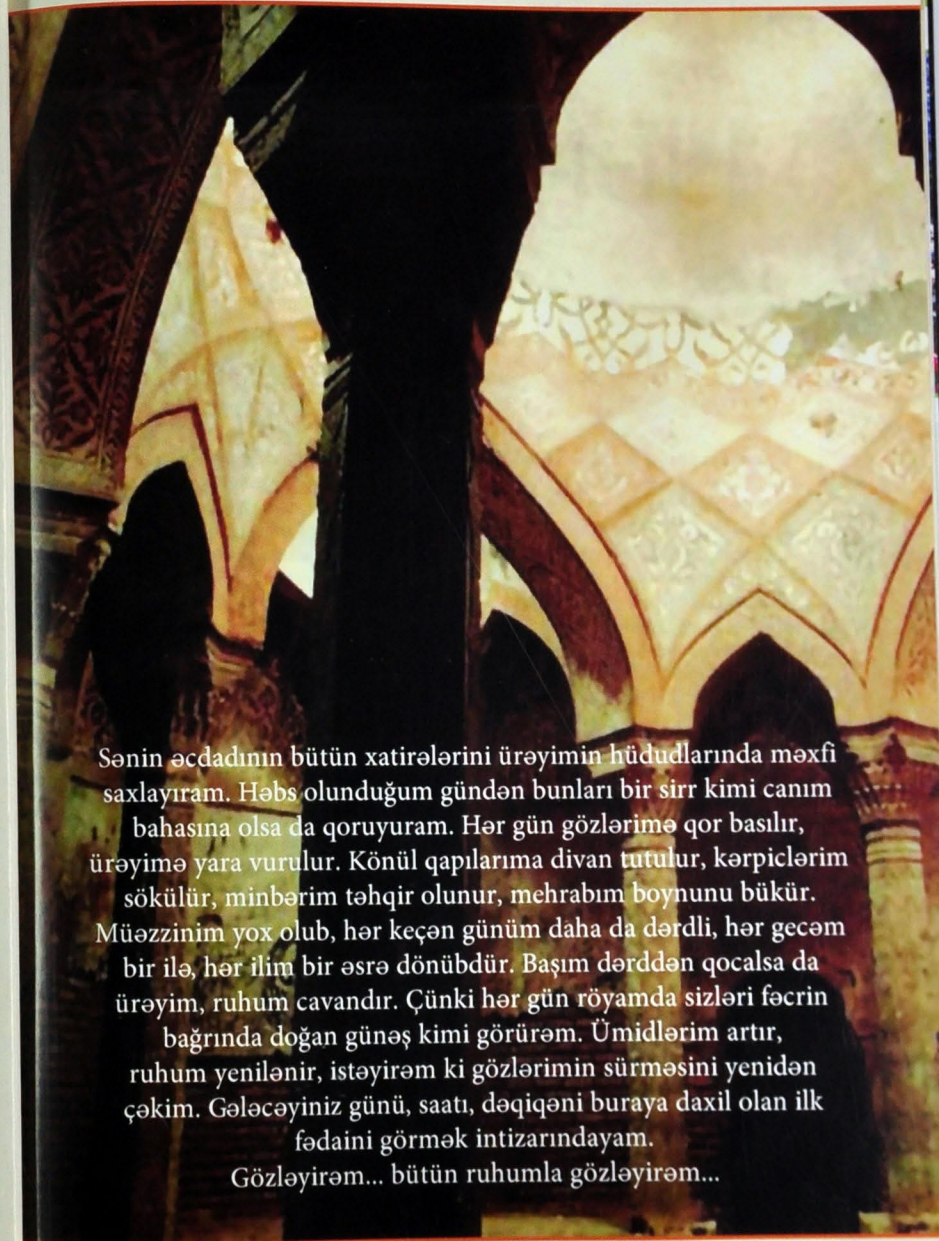 Sənin əcdadının bütün xatirələrini ürəyimin hüdudlarında məxfi
saxlayıram. Həbs olunduğum gündən bunları bir sirr kimi canım
bahasına olsa da qoruyuram. Hər gün gözlərimə qor basılır,
ürəyimə yara vurulur. Könül qapılarıma divan tutulur, kərpiclərim
sökülür, minbərim təhqir olunur, mehrabım boynunu bükür.
Müəzzinim yox olub, hər keçən günüm daha da dərdli, hər gecəm
bir ilə, hər ilim bir əsrə dönübdür. Başım dərddən qocalsa da
ürəyim, ruhum cavandır. Çünki hər gün röyamda sizləri fəcrin
bağrında doğan günəş kimi görürəm. Ümidlərim artır,
ruhum yenilənir, istəyirəm ki gözlərimin sürməsini yenidən
çəkim. Gələcəyiniz günü, saatı, dəqiqəni buraya daxil olan ilk
fədaini görmək intizarındayam.
Gözləyirəm... bütün ruhumla gözləyirəm...